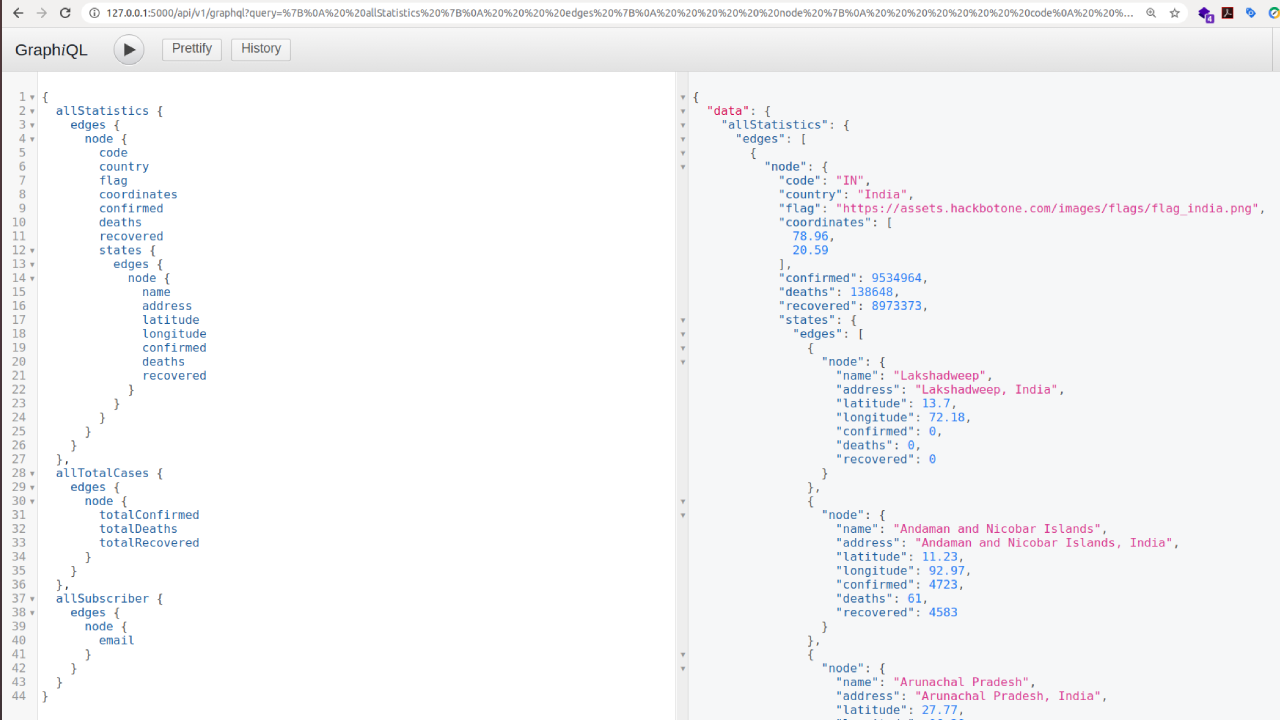 127.0.0.1:5000/api/v1/graphql?query=%7B%0A%20%20allStatistics%20%7B%0A%20%20%20%20edges%20%7B%0A%20%20%20%20%20%20node%20%7B%0A%20%20%20%20%20%20%20%20code%0A%20%20%...
4
GraphiQL
Prettify
History
1 {
2 allStatistics {
3 edges {
4 node {
5 code
6 country
7 flag
8 coordinates
9 confirmed
10 deaths
11 recovered
12 states {
13 edges {
14 node {
15 name
16 address
17 latitude
18 longitude
19 confirmed
20 deaths
21 recovered
22 }
23 }
24 }
25 }
26 }
27 },
28 allTotalCases {
29 edges {
30 node {
31 totalConfirmed
32 totalDeaths
33 totalRecovered
34 }
35 }
36 },
37 allSubscriber {
38 edges {
39 node {
40 email
41 }
42 }
43 }
44 }
{
"data": {
"allStatistics": {
"edges": [
{
"node": {
"code": "IN",
"country": "India",
"flag": "https://assets.hackbotone.com/images/flags/flag_india.png",
"coordinates": [
78.96,
20.59
],
"confirmed": 9534964,
"deaths": 138648,
"recovered": 8973373,
"states": {
"edges": [
{
"node": {
"name": "Lakshadweep",
"address": "Lakshadweep, India",
"latitude": 13.7,
"longitude": 72.18,
"confirmed": 0,
"deaths": 0,
"recovered": 0
}
},
{
"node": {
"name": "Andaman and Nicobar Islands",
"address": "Andaman and Nicobar Islands, India",
"latitude": 11.23,
"longitude": 92.97,
"confirmed": 4723,
"deaths": 61,
"recovered": 4583
}
},
{
"node": {
"name": "Arunachal Pradesh",
"address": "Arunachal Pradesh, India",
"latitude": 27.77,